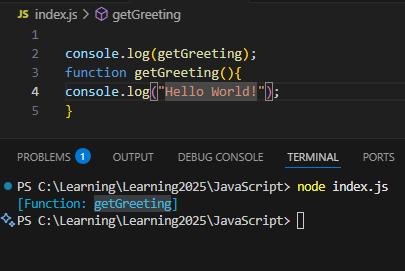 JS index.js > getGreeting
1
2 console.log(getGreeting);
3 function getGreeting(){
4 console.log("Hello World!");
5 }
PROBLEMS 1 OUTPUT DEBUG CONSOLE TERMINAL PORTS
PS C:\Learning\Learning2025\JavaScript> node index.js
[Function: getGreeting]
PS C:\Learning\Learning2025\JavaScript>